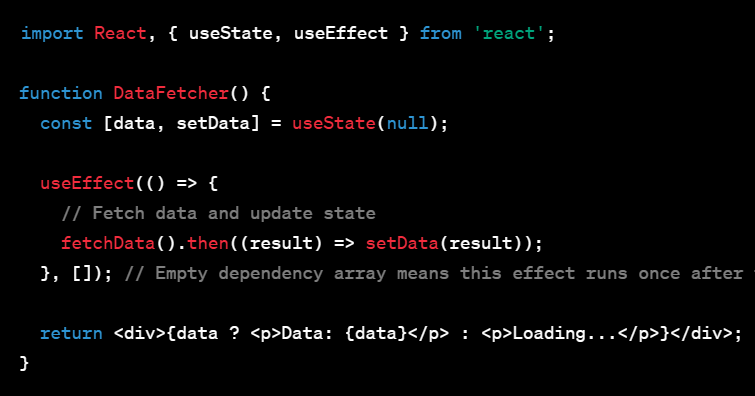 import React, { useState, useEffect } from 'react';
function DataFetcher() {
const [data, setData] = useState(null);
useEffect(() => {
// Fetch data and update state
fetchData().then((result) => setData(result));
}, []); // Empty dependency array means this effect runs once after
return <div>{data ? <p>Data: {data}</p> : <p>Loading...</p>}</div>;
}